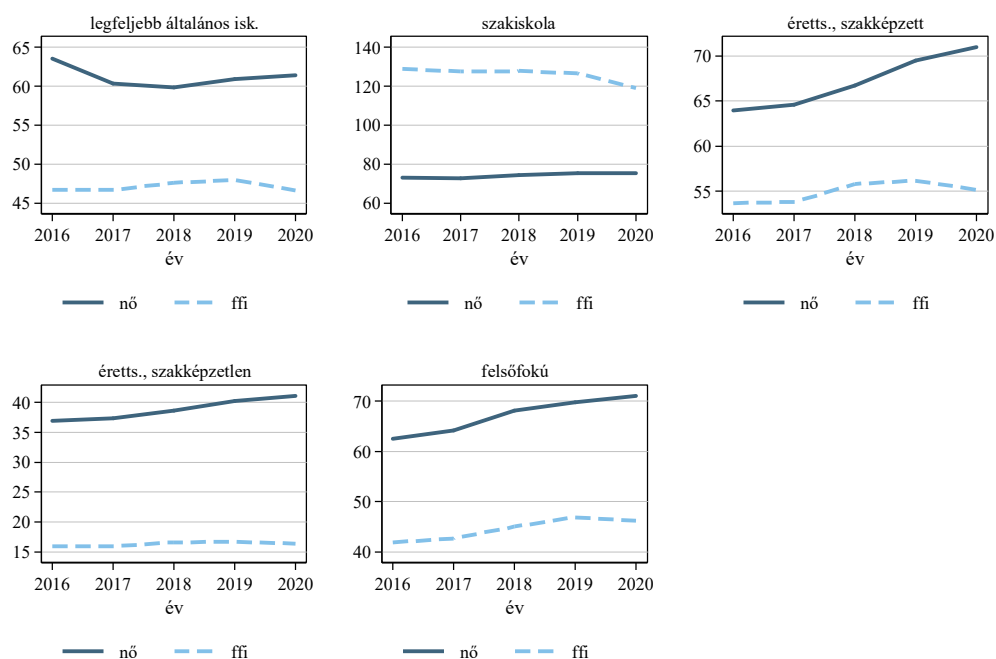 legfeljebb általános isk.
65
60
55
50
45
2016 2017 2018 2019 2020
év
nő ffi
szakiskola
140
120
100
80
60
2016 2017 2018 2019 2020
év
nő ffi
éretts., szakképzett
70
65
60
55
2016 2017 2018 2019 2020
év
nő ffi
éretts., szakképzetlen
40
35
30
25
20
15
2016 2017 2018 2019 2020
év
nő ffi
felsőfokú
70
60
50
40
2016 2017 2018 2019 2020
év
nő ffi